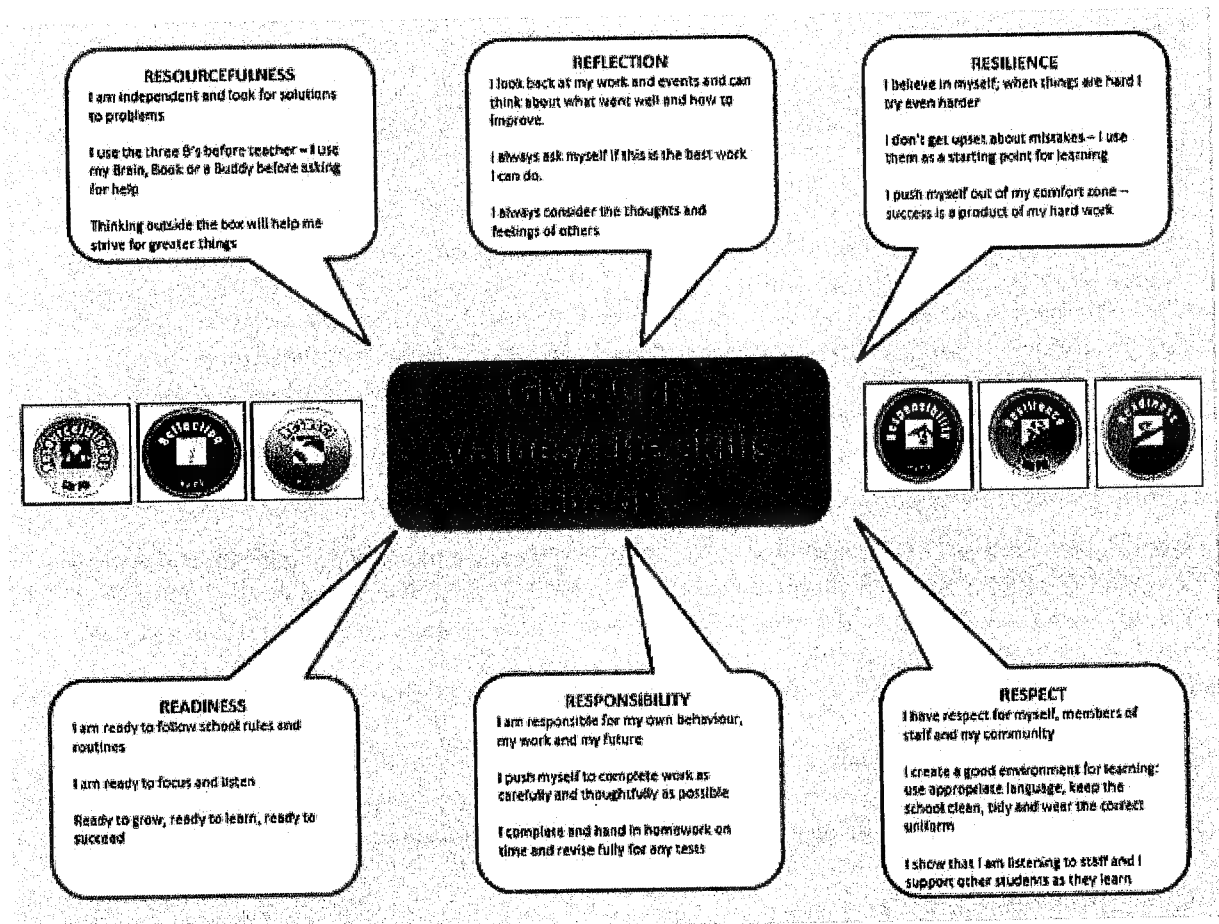 RESOURCEFULNESS
I am independent and look for solutions
to problems
I use the three B's before teacher – I use
my Brain, Book or a Buddy before asking
for help
Thinking outside the box will help me
strive for greater things
REFLECTION
I look back at my work and events and can
think about what went well and how to
improve.
I always ask myself if this is the best work
I can do.
I always consider the thoughts and
feelings of others
RESILIENCE
I believe in myself; when things are hard I
try even harder
I don't get upset about mistakes – I use
them as a starting point for learning
I push myself out of my comfort zone –
success is a product of my hard work
Reflection
values/life skills
Responsibility
Resilience
Readiness
READINESS
I am ready to follow school rules and
routines
I am ready to focus and listen
Ready to grow, ready to learn, ready to
succeed
RESPONSIBILITY
I am responsible for my own behaviour,
my work and my future
I push myself to complete work as
carefully and thoughtfully as possible
I complete and hand in homework on
time and revise fully for any tests
RESPECT
I have respect for myself, members of
staff and my community
I create a good environment for learning:
use appropriate language, keep the
school clean, tidy and wear the correct
uniform
I show that I am listening to staff and I
support other students as they learn